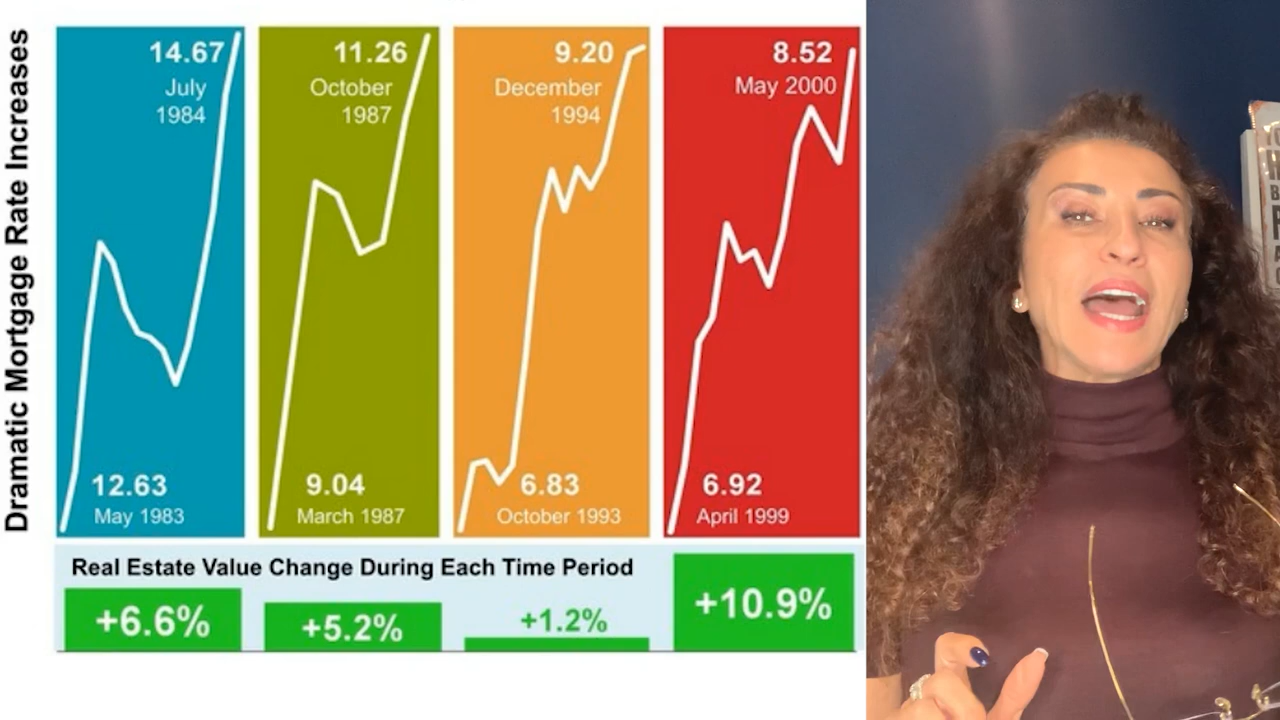 Dramatic Mortgage Rate Increases
14.67
July
1984
12.63
May 1983
11.26
October
1987
9.04
March 1987
9.20
December
1994
6.83
October 1993
8.52
May 2000
6.92
April 1999
Real Estate Value Change During Each Time Period
+6.6%
+5.2%
+1.2%
+10.9%